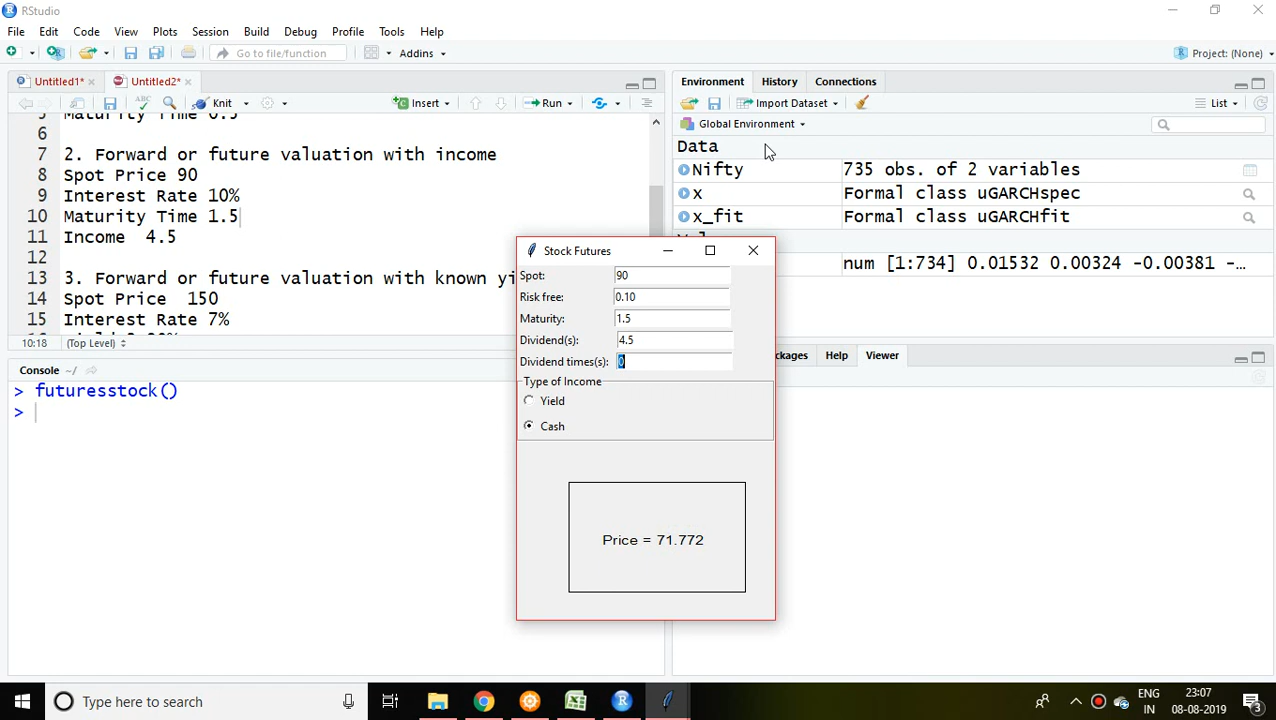 RStudio
File Edit Code View Plots Session Build Debug Profile Tools Help
Go to file/function Addins Project: (None)
Untitled1* Untitled2*
Knit Insert Run
5 Maturity Time 0.5
6
7 2. Forward or future valuation with income
8 Spot Price 90
9 Interest Rate 10%
10 Maturity Time 1.5
11 Income 4.5
12
13 3. Forward or future valuation with known yi
14 Spot Price 150
15 Interest Rate 7%
10:18 (Top Level)
Console ~/
> futuresstock()
>
Environment History Connections
Import Dataset List
Global Environment
Data
Nifty 735 obs. of 2 variables
x Formal class uGARCHspec
x_fit Formal class uGARCHfit
num [1:734] 0.01532 0.00324 -0.00381 -…
ckages Help Viewer
Stock Futures
Spot: 90
Risk free: 0.10
Maturity: 1.5
Dividend(s): 4.5
Dividend times(s): 0
Type of Income
Yield
Cash
Price = 71.772
Type here to search
ENG
IN
23:07
08-08-2019
3